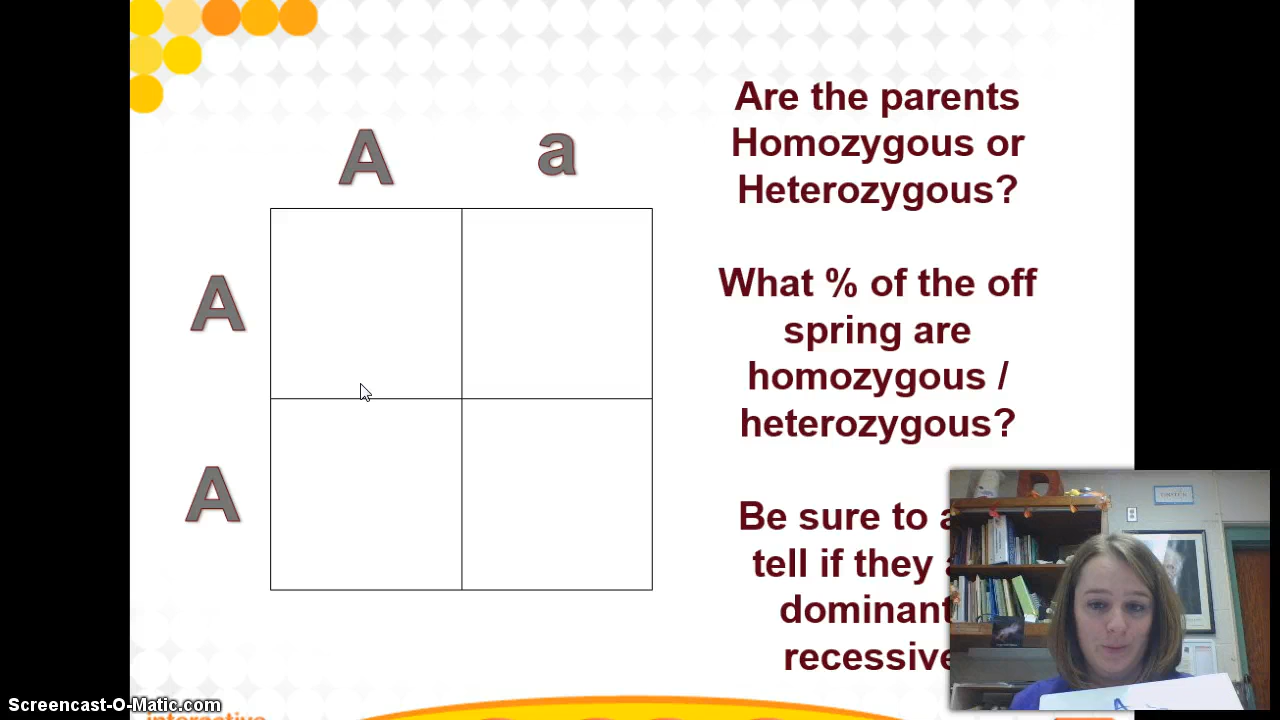 A a
A
A
Are the parents
Homozygous or
Heterozygous?
What % of the off
spring are
homozygous /
heterozygous?
Be sure to
tell if they
dominant
recessive
Screencast-O-Matic.com
interactive
A